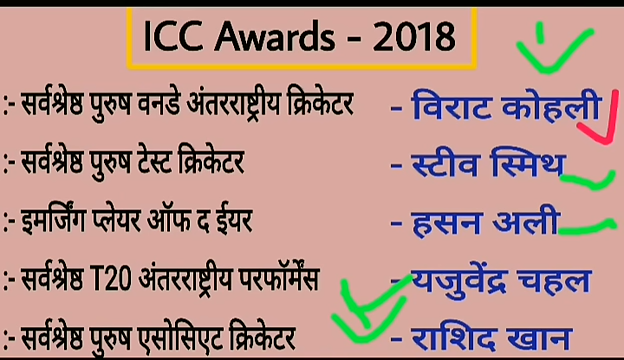 ICC Awards - 2018
:- सर्वश्रेष्ठ पुरुष वनडे अंतरराष्ट्रीय क्रिकेटर - विराट कोहली
:- सर्वश्रेष्ठ पुरुष टेस्ट क्रिकेटर - स्टीव स्मिथ
:- इमर्जिंग प्लेयर ऑफ द ईयर - हसन अली
:- सर्वश्रेष्ठ T20 अंतरराष्ट्रीय परफॉर्मेंस - यजुवेंद्र चहल
:- सर्वश्रेष्ठ पुरुष एसोसिएट क्रिकेटर - राशिद खान